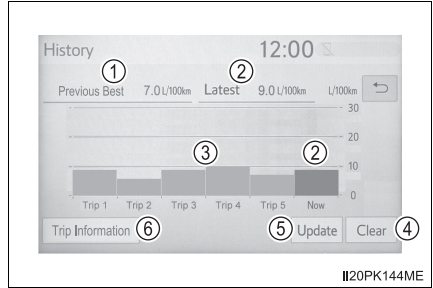 History 12:00
① ②
Previous Best 7.0 L/100km Latest 9.0 L/100km L/100km
30
20
③ ②
10
0
Trip 1 Trip 2 Trip 3 Trip 4 Trip 5 Now
Trip Information ⑥ ⑤ Update Clear ④
II20PK144ME